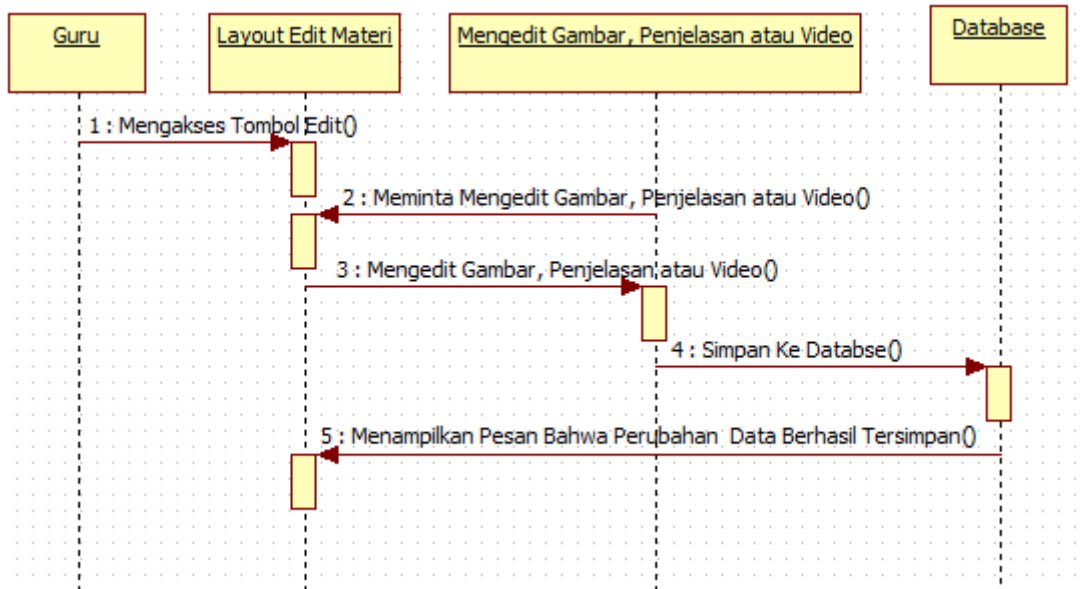 Guru
Layout Edit Materi
Mengedit Gambar, Penjelasan atau Video
Database
1 : Mengakses Tombol Edit()
2 : Meminta Mengedit Gambar, Penjelasan atau Video()
3 : Mengedit Gambar, Penjelasan atau Video()
4 : Simpan Ke Databse()
5 : Menampilkan Pesan Bahwa Perubahan Data Berhasil Tersimpan()